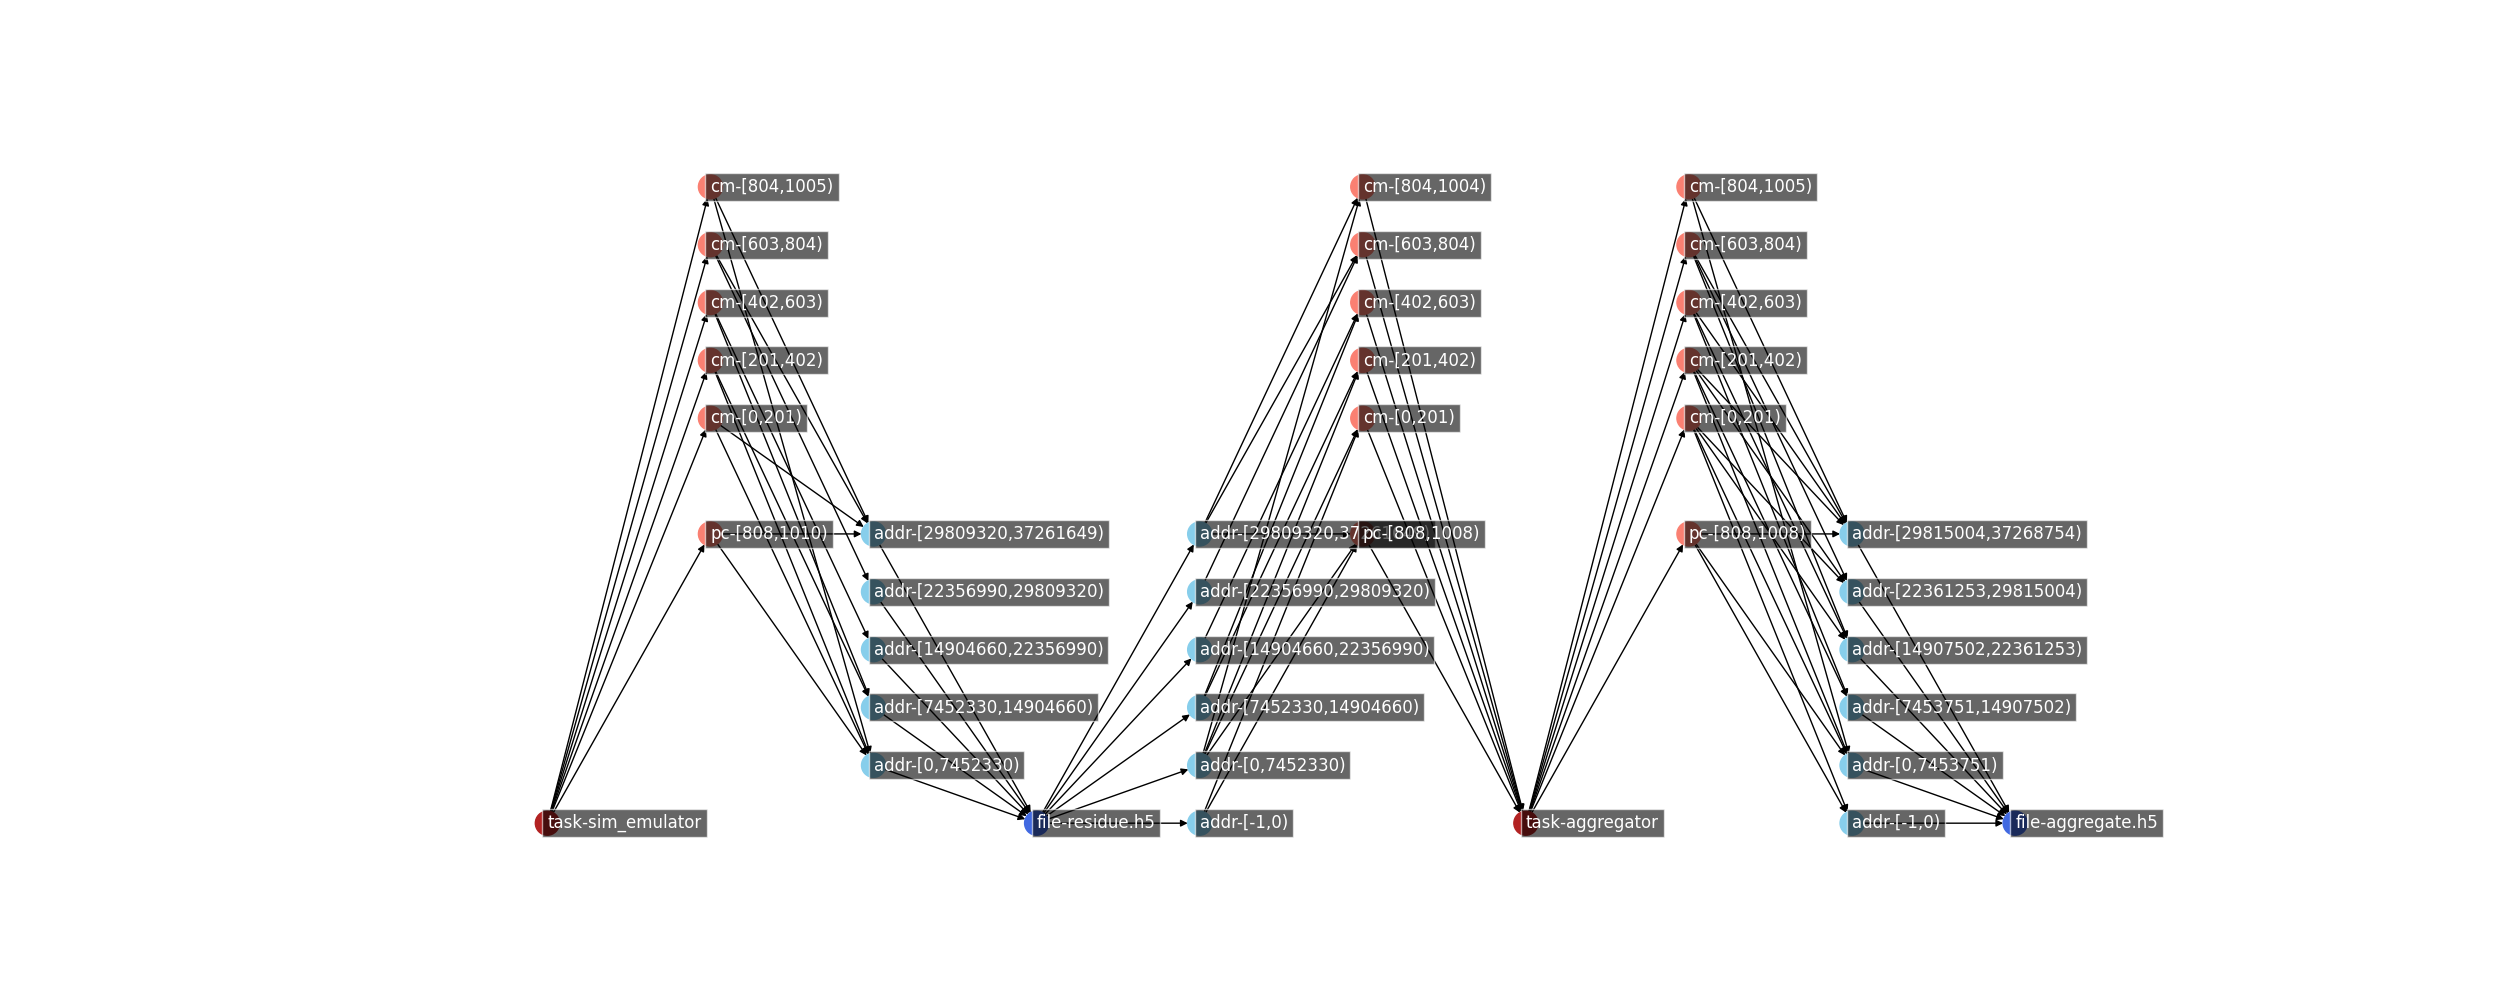 cm-[804,1005)
cm-[603,804)
cm-[402,603)
cm-[201,402)
cm-[0,201)
pc-[808,1010)
task-sim_emulator
addr-[29809320,37261649)
addr-[22356990,29809320)
addr-[14904660,22356990)
addr-[7452330,14904660)
addr-[0,7452330)
file-residue.h5
addr-[29809320,37
addr-[22356990,29809320)
addr-[14904660,22356990)
addr-[7452330,14904660)
addr-[0,7452330)
addr-[-1,0)
cm-[804,1004)
cm-[603,804)
cm-[402,603)
cm-[201,402)
cm-[0,201)
pc-[808,1008)
task-aggregator
cm-[804,1005)
cm-[603,804)
cm-[402,603)
cm-[201,402)
cm-[0,201)
pc-[808,1008)
addr-[29815004,37268754)
addr-[22361253,29815004)
addr-[14907502,22361253)
addr-[7453751,14907502)
addr-[0,7453751)
addr-[-1,0)
file-aggregate.h5